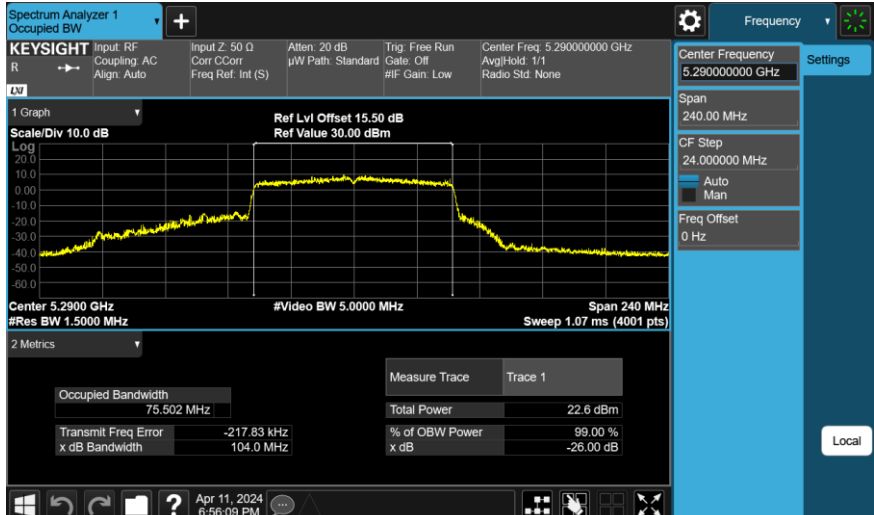 Spectrum Analyzer 1
Occupied BW
Frequency
KEYSIGHT
R
LXI
Input: RF
Coupling: AC
Align: Auto
Input Z: 50 Ω
Corr CCorr
Freq Ref: Int (S)
Atten: 20 dB
µW Path: Standard
Trig: Free Run
Gate: Off
#IF Gain: Low
Center Freq: 5.290000000 GHz
Avg|Hold: 1/1
Radio Std: None
Center Frequency
5.290000000 GHz
Settings
Span
240.00 MHz
CF Step
24.000000 MHz
Auto
Man
Freq Offset
0 Hz
Local
1 Graph
Scale/Div 10.0 dB
Ref Lvl Offset 15.50 dB
Ref Value 30.00 dBm
Log
20.0
10.0
0.00
-10.0
-20.0
-30.0
-40.0
-50.0
-60.0
Center 5.2900 GHz
#Video BW 5.0000 MHz
Span 240 MHz
#Res BW 1.5000 MHz
Sweep 1.07 ms (4001 pts)
2 Metrics
Measure Trace
Trace 1
Occupied Bandwidth
75.502 MHz
Total Power
22.6 dBm
Transmit Freq Error
-217.83 kHz
% of OBW Power
99.00 %
x dB Bandwidth
104.0 MHz
x dB
-26.00 dB
?
Apr 11, 2024
6:56:09 PM